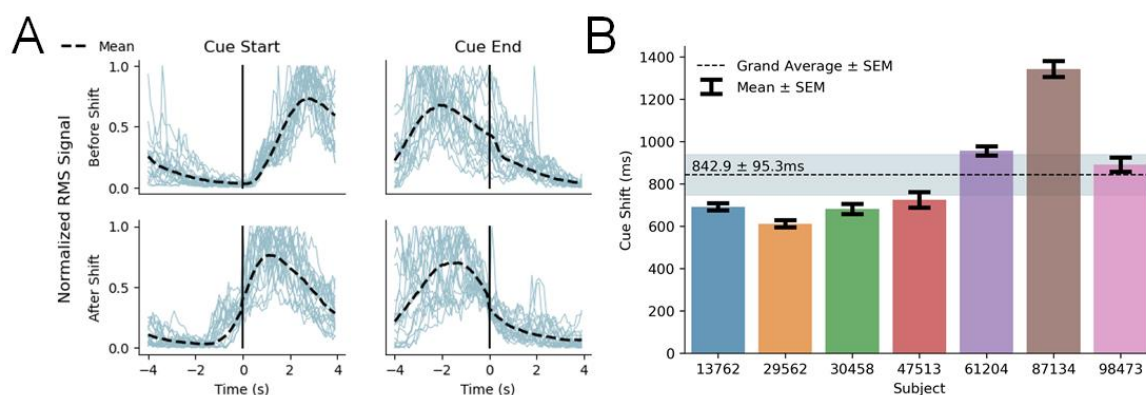 A
Mean
Cue Start
Cue End
Normalized RMS Signal
Before Shift
1.0
0.5
0.0
After Shift
1.0
0.5
0.0
−4 −2 0 2 4
Time (s)
−4 −2 0 2 4
Time (s)
B
Cue Shift (ms)
1400
1200
1000
800
600
400
200
0
Grand Average ± SEM
Mean ± SEM
842.9 ± 95.3ms
13762 29562 30458 47513 61204 87134 98473
Subject